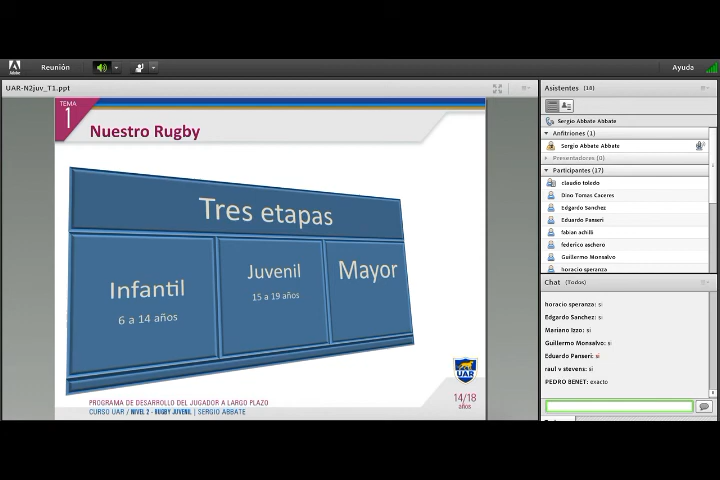 Adobe
Reunión
Ayuda
UAR-N2juv_T1.ppt
TEMA
1
Nuestro Rugby
Tres etapas
Infantil
6 a 14 años
Juvenil
15 a 19 años
Mayor
UAR
14/18
años
PROGRAMA DE DESARROLLO DEL JUGADOR A LARGO PLAZO
CURSO UAR / NIVEL 2 - RUGBY JUVENIL | SERGIO ABBATE
Asistentes (18)
Sergio Abbate Abbate
Anfitriones (1)
Sergio Abbate Abbate
Presentadores (0)
Participantes (17)
claudio toledo
Dino Tomas Caceres
Edgardo Sanchez
Eduardo Panseri
fabian achilli
federico aschero
Guillermo Monsalvo
horacio speranza
Chat (Todos)
horacio speranza: si
Edgardo Sanchez: si
Mariano Izzo: si
Guillermo Monsalvo: si
Eduardo Panseri: si
raul v stevens: si
PEDRO BENET: exacto